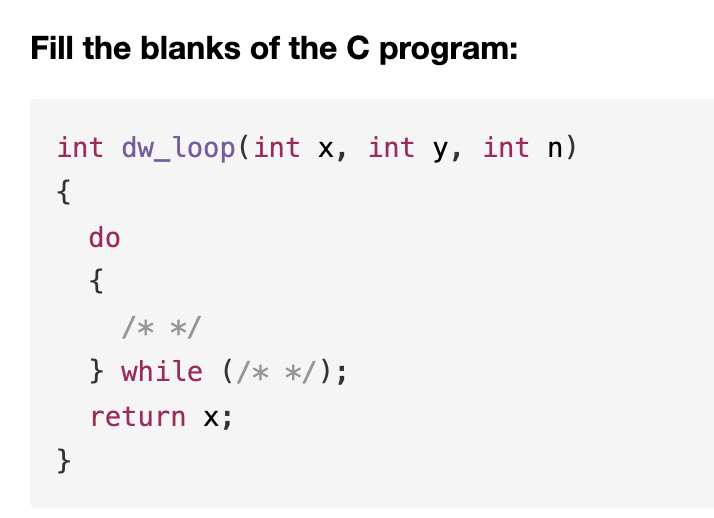 Fill the blanks of the C program:
int dw_loop(int x, int y, int n)
{
do
{
/* */
} while (/* */);
return x;
}